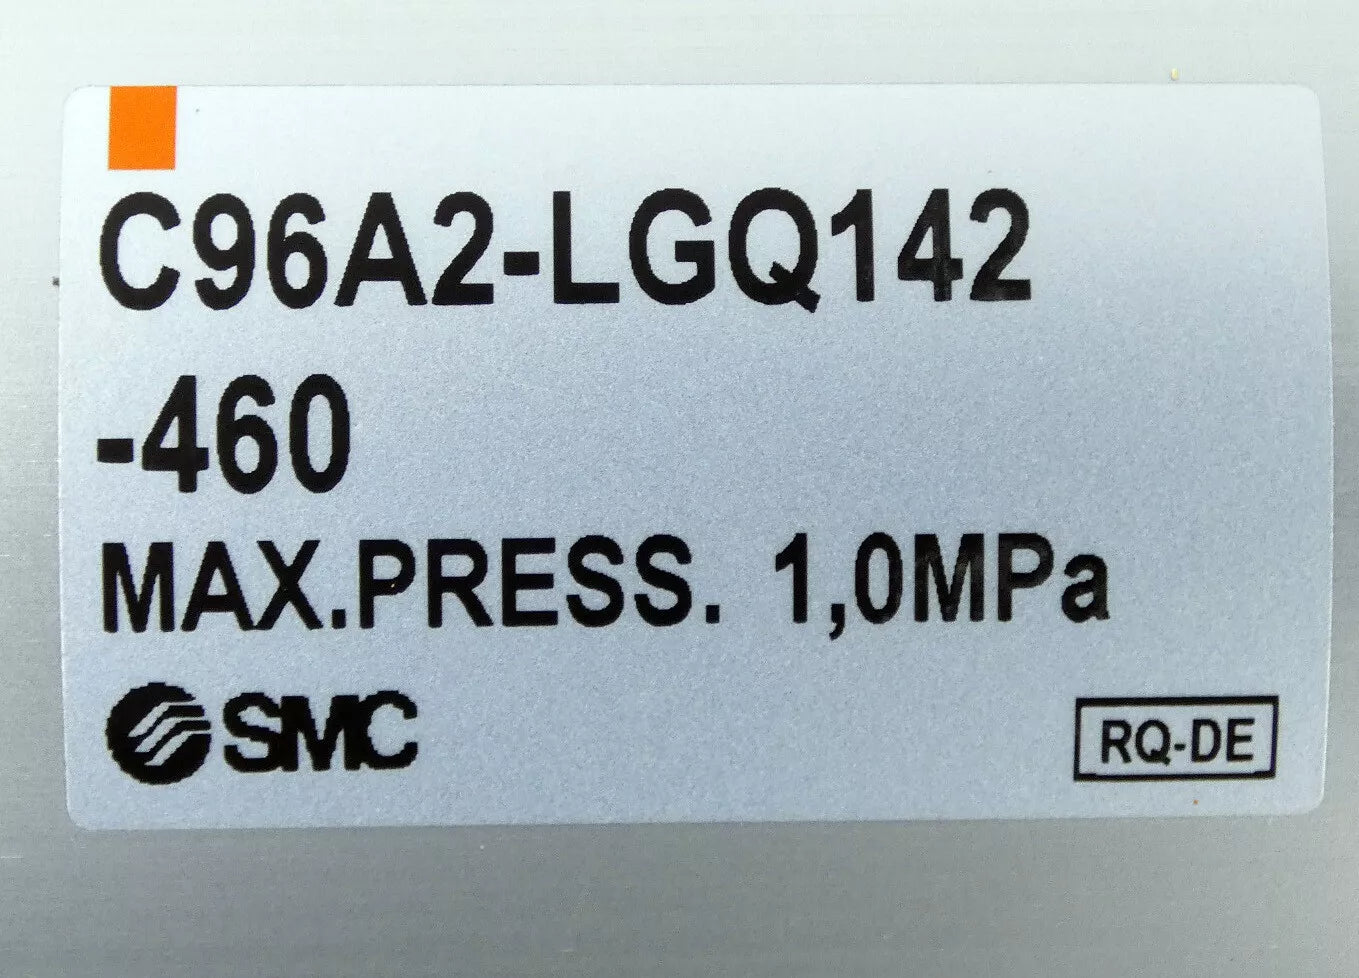 C96A2-LGQ142
-460
MAX.PRESS. 1,0MPa
SMC
RQ-DE